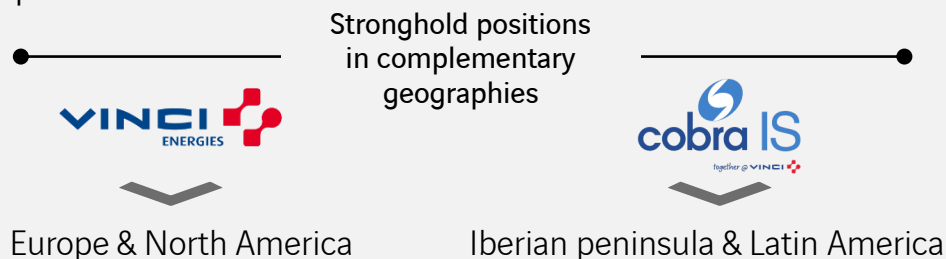 Stronghold positions
in complementary
geographies
VINCI
ENERGIES
cobra IS
together @ VINCI
Europe & North America
Iberian peninsula & Latin America